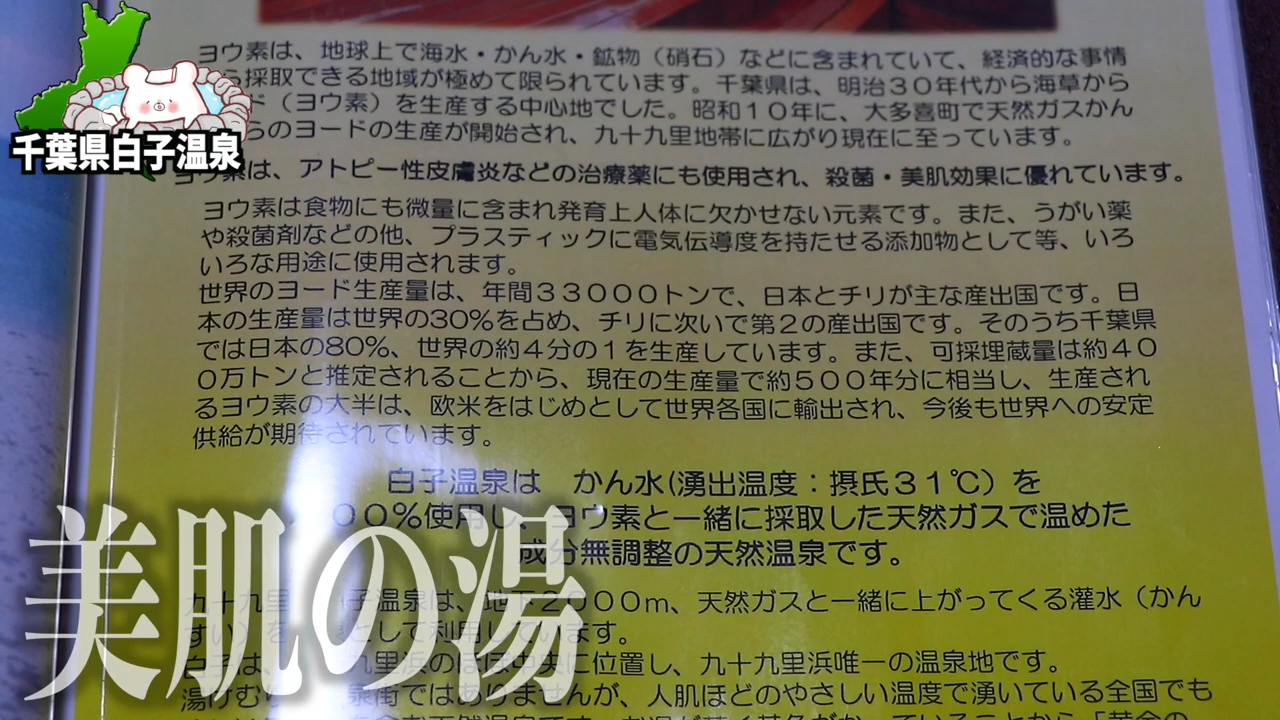 千葉県白子温泉
ヨウ素は、地球上で海水・かん水・鉱物（硝石）などに含まれていて、経済的な事情
採取できる地域が極めて限られています。千葉県は、明治３０年代から海草から
ド（ヨウ素）を生産する中心地でした。昭和１０年に、大多喜町で天然ガスかん
らのヨードの生産が開始され、九十九里地帯に広がり現在に至っています。
ヨウ素は、アトピー性皮膚炎などの治療薬にも使用され、殺菌・美肌効果に優れています。
ヨウ素は食物にも微量に含まれ発育上人体に欠かせない元素です。また、うがい薬
や殺菌剤などの他、プラスティックに電気伝導度を持たせる添加物として等、いろ
いろな用途に使用されます。
世界のヨード生産量は、年間３３０００トンで、日本とチリが主な産出国です。日
本の生産量は世界の30％を占め、チリに次いで第２の産出国です。そのうち千葉県
では日本の80％、世界の約４分の１を生産しています。また、可採埋蔵量は約４０
０万トンと推定されることから、現在の生産量で約５００年分に相当し、生産され
るヨウ素の大半は、欧米をはじめとして世界各国に輸出され、今後も世界への安定
供給が期待されています。
白子温泉は　かん水(湧出温度：摂氏３１℃）を
００％使用し、ヨウ素と一緒に採取した天然ガスで温めた
成分無調整の天然温泉です。
九十九里 子温泉は、地下2000m、天然ガスと一緒に上がってくる灌水（かん
すい）を として利用しています。
白子は、 九里浜のほぼ中央に位置し、九十九里浜唯一の温泉地です。
湯けむ 泉街ではありませんが、人肌ほどのやさしい温度で湧いている全国でも
美肌の湯